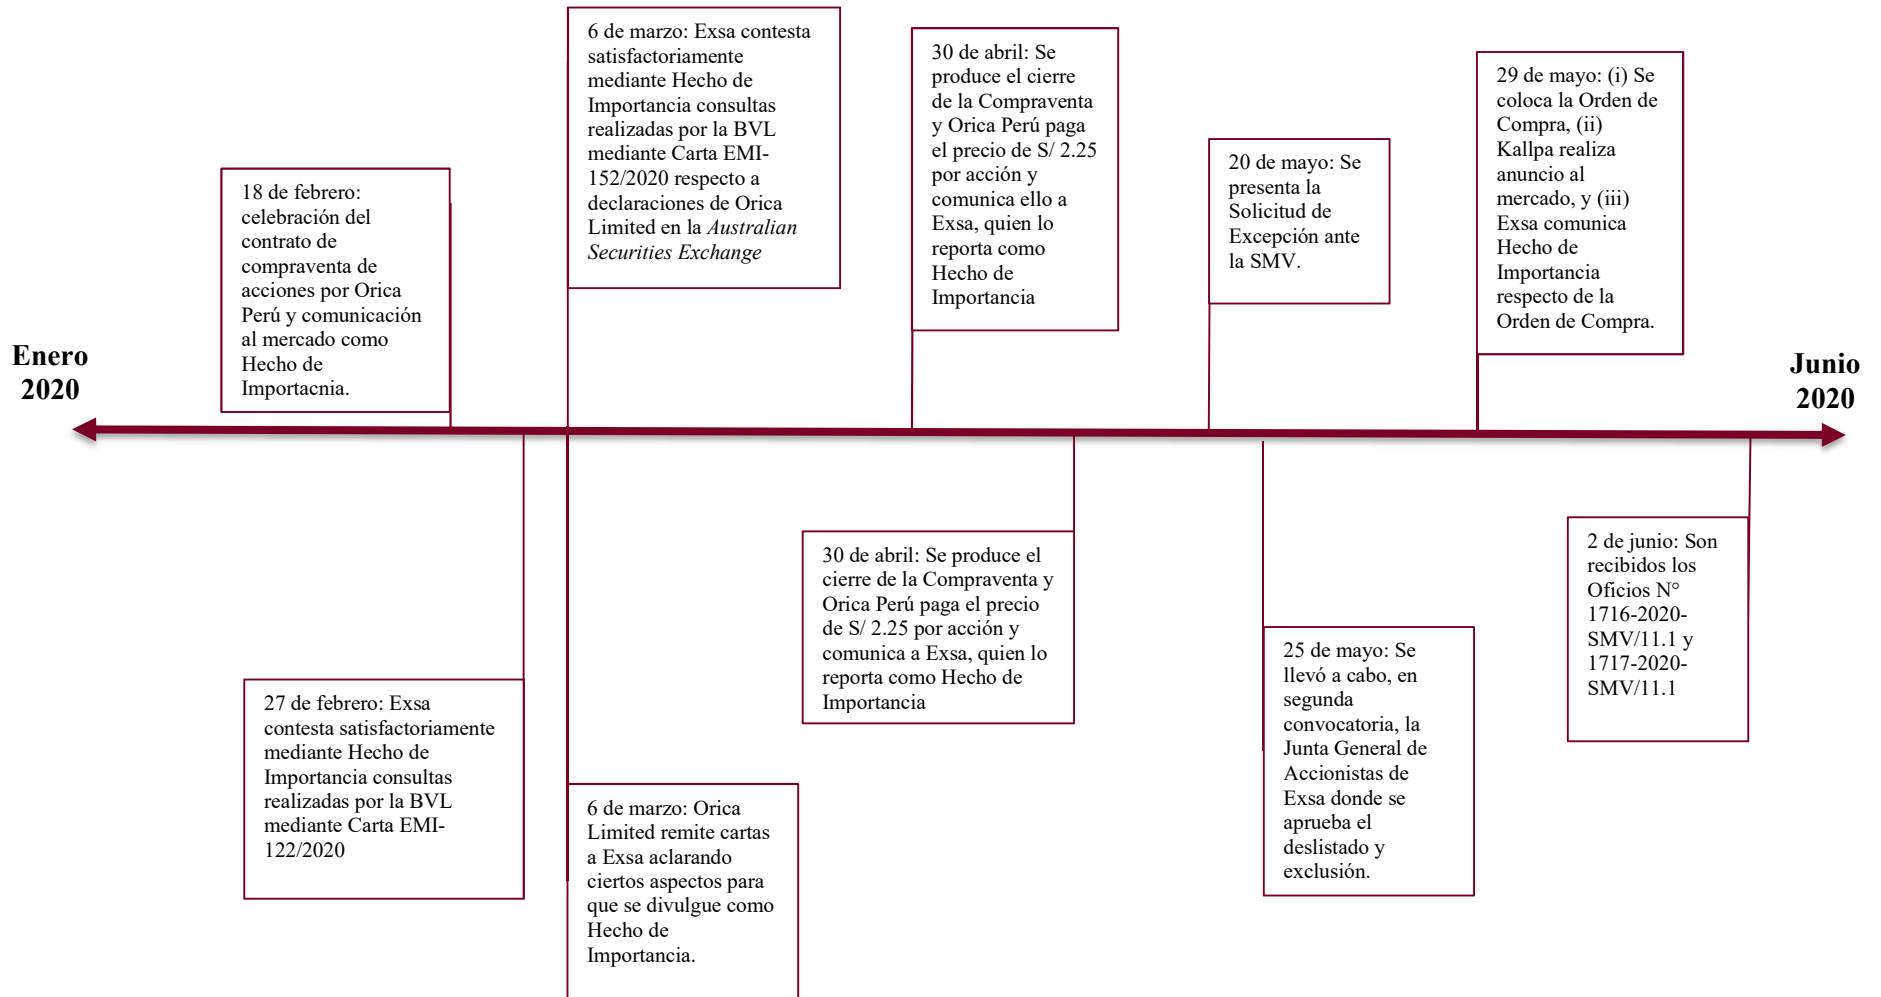 Enero
2020
18 de febrero:
celebración del
contrato de
compraventa de
acciones por Orica
Perú y comunicación
al mercado como
Hecho de
Importacnia.
27 de febrero: Exsa
contesta satisfactoriamente
mediante Hecho de
Importancia consultas
realizadas por la BVL
mediante Carta EMI-
122/2020
6 de marzo: Exsa contesta
satisfactoriamente
mediante Hecho de
Importancia consultas
realizadas por la BVL
mediante Carta EMI-
152/2020 respecto a
declaraciones de Orica
Limited en la Australian
Securities Exchange
6 de marzo: Orica
Limited remite cartas
a Exsa aclarando
ciertos aspectos para
que se divulgue como
Hecho de
Importancia.
30 de abril: Se
produce el cierre
de la Compraventa
y Orica Perú paga
el precio de S/ 2.25
por acción y
comunica ello a
Exsa, quien lo
reporta como
Hecho de
Importancia
30 de abril: Se produce el
cierre de la Compraventa y
Orica Perú paga el precio
de S/ 2.25 por acción y
comunica a Exsa, quien lo
reporta como Hecho de
Importancia
20 de mayo: Se
presenta la
Solicitud de
Excepción ante
la SMV.
25 de mayo: Se
llevó a cabo, en
segunda
convocatoria, la
Junta General de
Accionistas de
Exsa donde se
aprueba el
deslistado y
exclusión.
29 de mayo: (i) Se
coloca la Orden de
Compra, (ii)
Kallpa realiza
anuncio al
mercado, y (iii)
Exsa comunica
Hecho de
Importancia
respecto de la
Orden de Compra.
2 de junio: Son
recibidos los
Oficios N°
1716-2020-
SMV/11.1 y
1717-2020-
SMV/11.1
Junio
2020